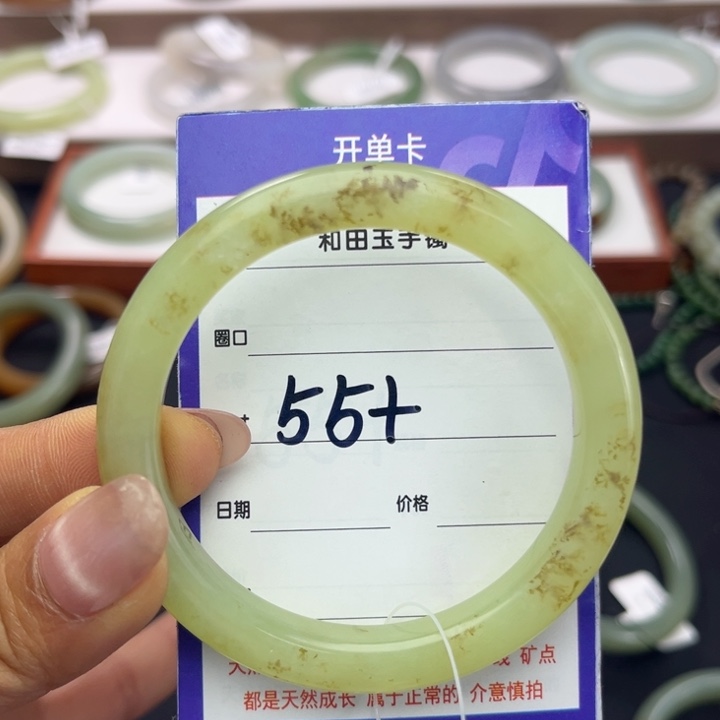 开单卡
和田玉手镯
圈口
55+
日期 价格
矿点
都是天然成长 属于正常的 介意慎拍